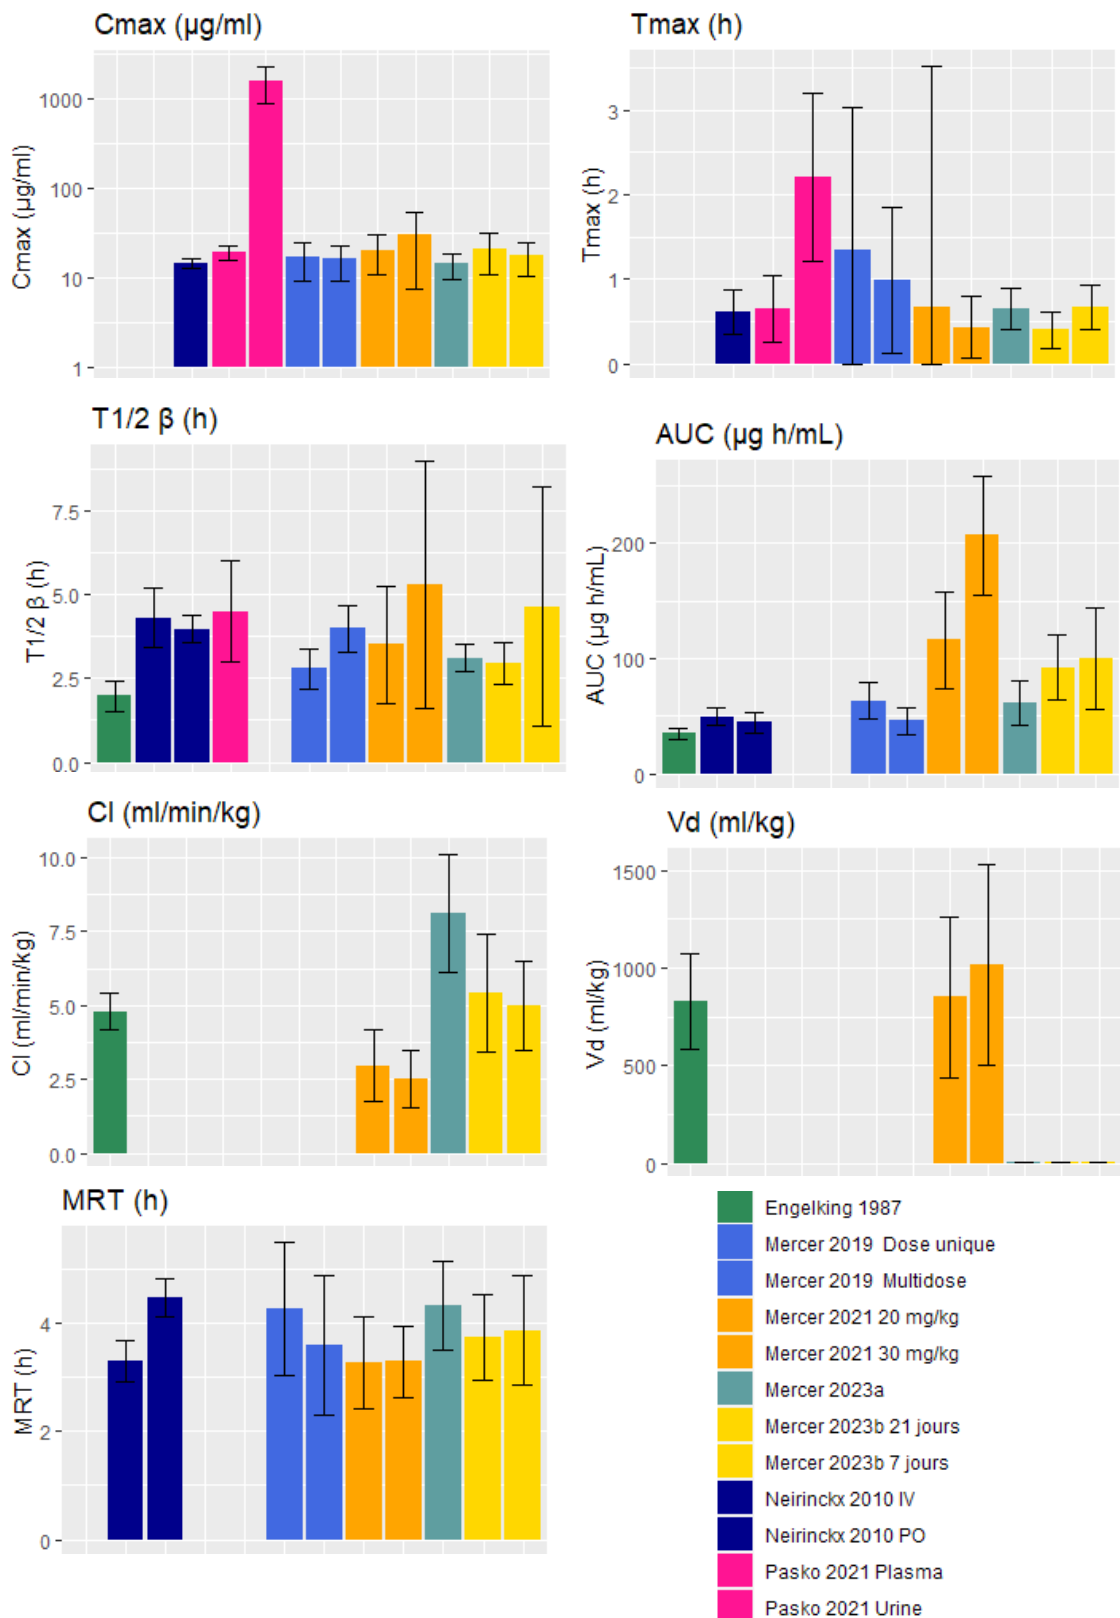 Cmax (µg/ml)
Cmax (µg/ml)
1000
100
10
1
Tmax (h)
Tmax (h)
3
2
1
0
T1/2 β (h)
T1/2 β (h)
7.5
5.0
2.5
0.0
AUC (µg h/mL)
AUC (µg h/mL)
200
100
0
Cl (ml/min/kg)
Cl (ml/min/kg)
10.0
7.5
5.0
2.5
0.0
Vd (ml/kg)
Vd (ml/kg)
1500
1000
500
0
MRT (h)
MRT (h)
4
2
0
Engelking 1987
Mercer 2019 Dose unique
Mercer 2019 Multidose
Mercer 2021 20 mg/kg
Mercer 2021 30 mg/kg
Mercer 2023a
Mercer 2023b 21 jours
Mercer 2023b 7 jours
Neirinckx 2010 IV
Neirinckx 2010 PO
Pasko 2021 Plasma
Pasko 2021 Urine